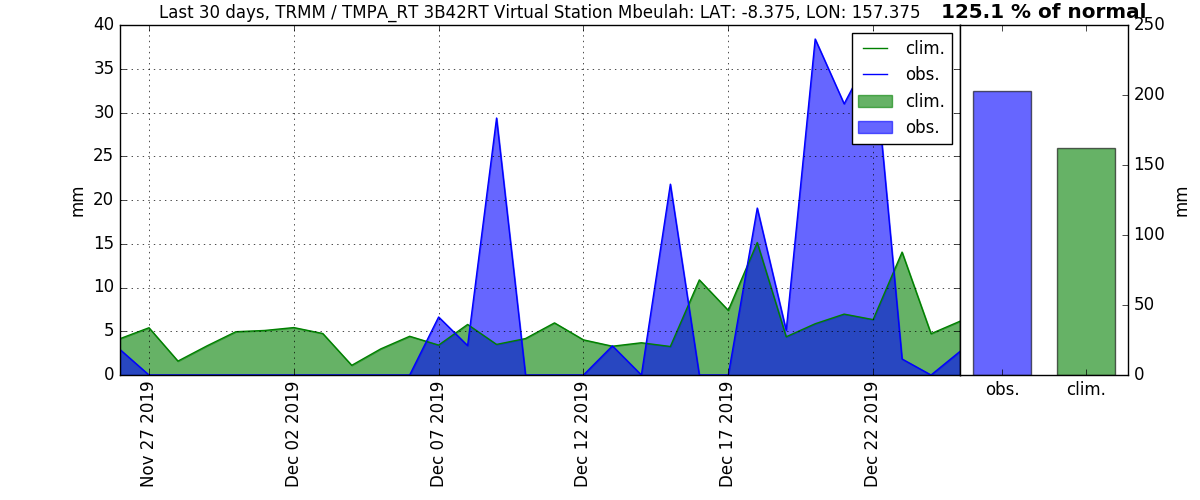 Last 30 days, TRMM / TMPA_RT 3B42RT Virtual Station Mbeulah: LAT: -8.375, LON: 157.375 125.1 % of normal
40
35
30
25
20
15
10
5
0
mm
clim.
obs.
clim.
obs.
250
200
150
100
50
0
mm
Nov 27 2019
Dec 02 2019
Dec 07 2019
Dec 12 2019
Dec 17 2019
Dec 22 2019
obs. clim.